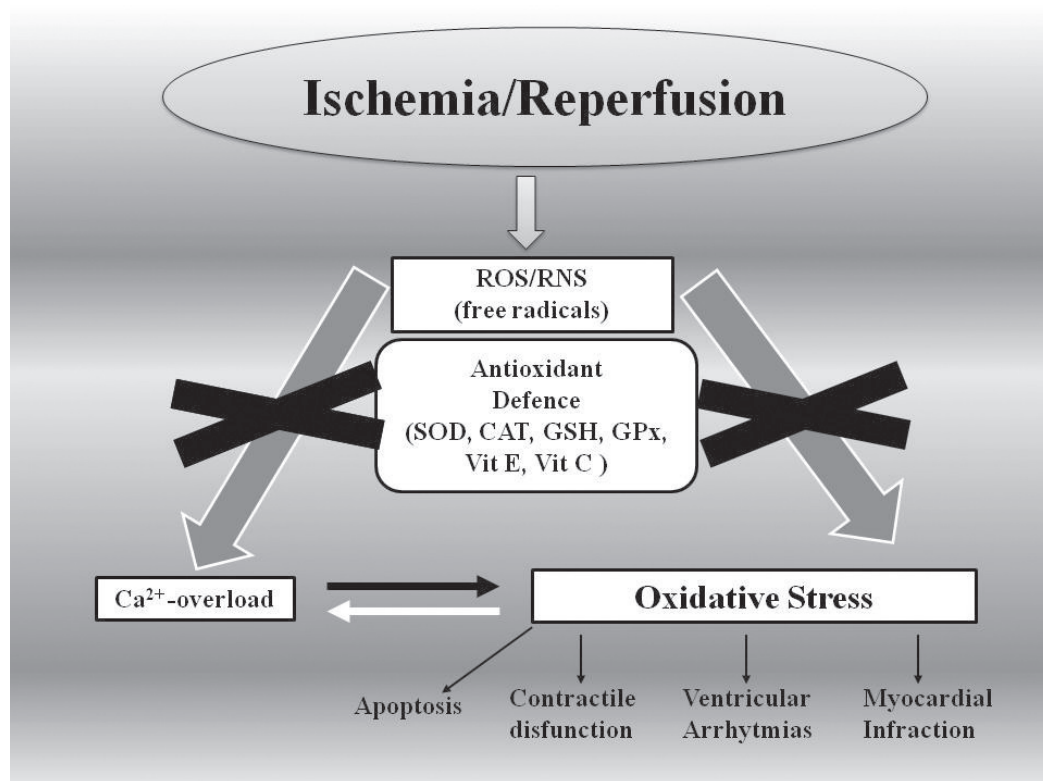 Ischemia/Reperfusion
ROS/RNS
(free radicals)
Antioxidant
Defence
(SOD, CAT, GSH, GPx,
Vit E, Vit C )
Ca²⁺-overload
Oxidative Stress
Apoptosis
Contractile
disfunction
Ventricular
Arrhytmias
Myocardial
Infraction